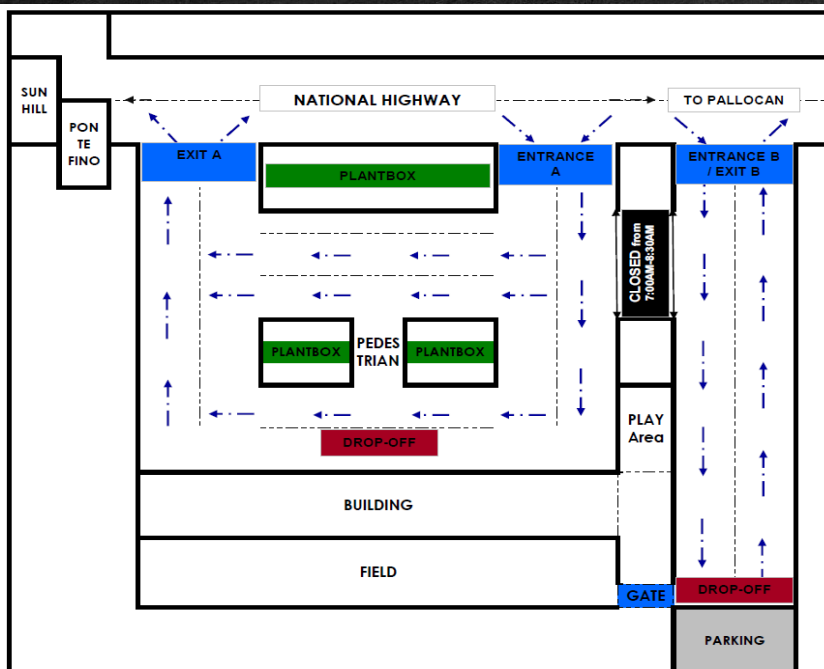 SUN
HILL
PON
TE
FINO
NATIONAL HIGHWAY
TO PALLOCAN
EXIT A
PLANTBOX
ENTRANCE
A
ENTRANCE B
/ EXIT B
CLOSED from
7:00AM-8:30AM
PLANTBOX
PEDES
TRIAN
PLANTBOX
PLAY
Area
DROP-OFF
BUILDING
FIELD
GATE
DROP-OFF
PARKING